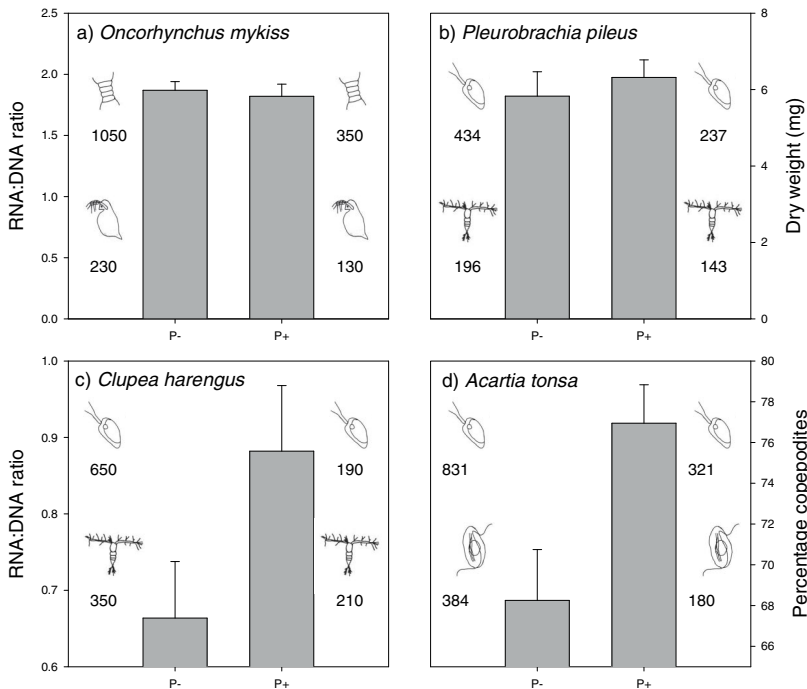 a) Oncorhynchus mykiss
RNA:DNA ratio
2.5
2.0
1.5
1.0
0.5
0.0
1050
350
230
130
P-
P+
b) Pleurobrachia pileus
Dry weight (mg)
8
6
4
2
0
434
237
196
143
P-
P+
c) Clupea harengus
RNA:DNA ratio
1.0
0.9
0.8
0.7
0.6
650
190
350
210
P-
P+
d) Acartia tonsa
Percentage copepodites
80
78
76
74
72
70
68
66
831
321
384
180
P-
P+